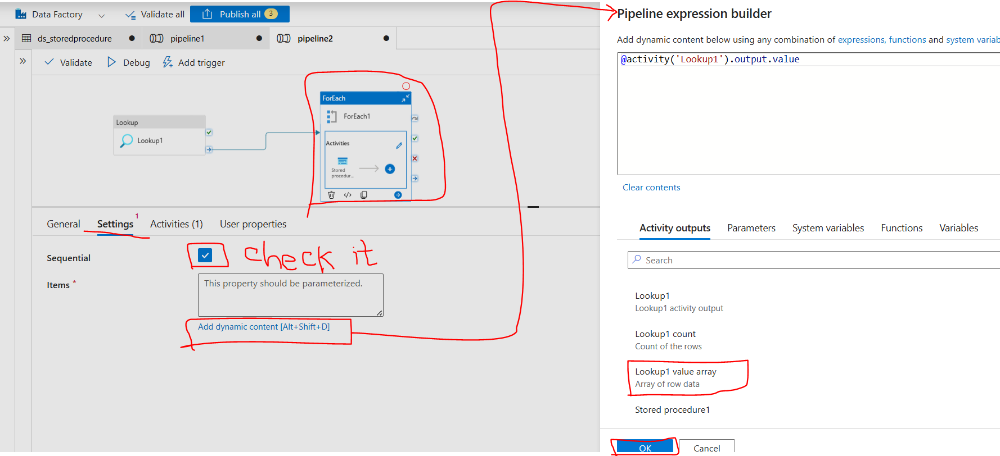 Data Factory
Validate all
Publish all
3
ds_storedprocedure
pipeline1
pipeline2
Validate
Debug
Add trigger
Lookup
Lookup1
ForEach
ForEach1
Activities
Stored
procedur...
General
Settings
1
Activities (1)
User properties
Sequential
check it
Items *
This property should be parameterized.
Add dynamic content [Alt+Shift+D]
Pipeline expression builder
Add dynamic content below using any combination of expressions, functions and system variab
@activity('Lookup1').output.value
Clear contents
Activity outputs
Parameters
System variables
Functions
Variables
Search
Lookup1
Lookup1 activity output
Lookup1 count
Count of the rows
Lookup1 value array
Array of row data
Stored procedure1
OK
Cancel